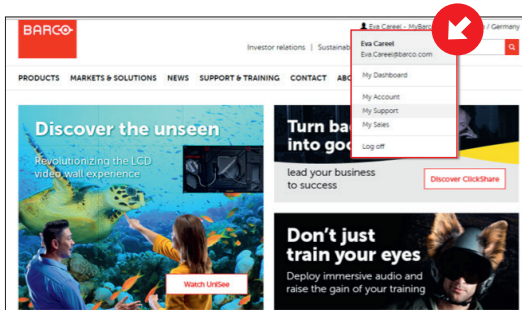 BARCO
Eva Careel - MyBarco
/ Germany
Investor relations | Sustainab
Eva Careel
Eva.Careel@barco.com
My Dashboard
My Account
My Support
My Sales
Log off
PRODUCTS MARKETS & SOLUTIONS NEWS SUPPORT & TRAINING CONTACT ABO
Discover the unseen
Revolutionizing the LCD
video wall experience
Watch UniSee
Turn ba
into goo
lead your business
to success
Discover ClickShare
Don't just
train your eyes
Deploy immersive audio and
raise the gain of your training